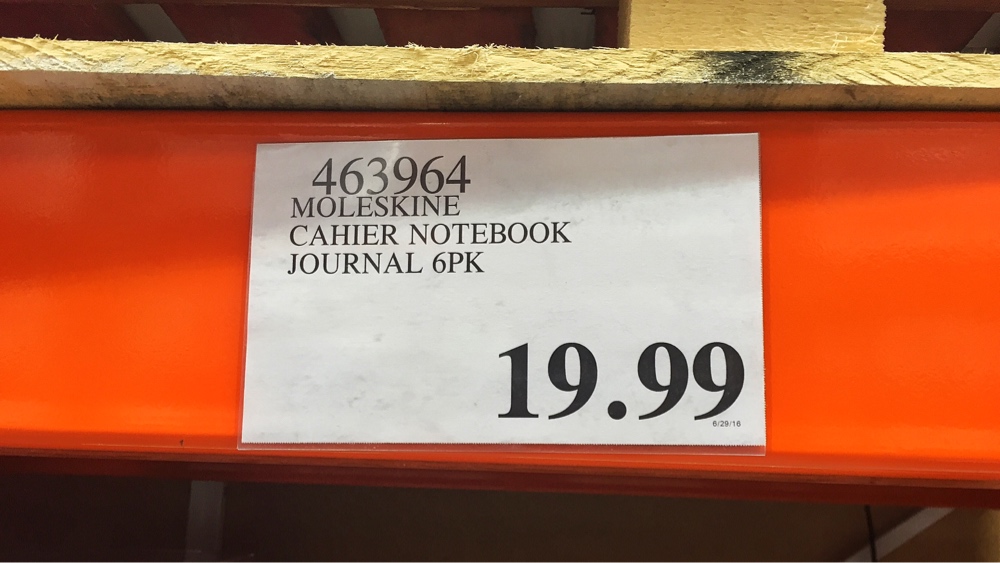 463964
MOLESKINE
CAHIER NOTEBOOK
JOURNAL 6PK
19.99
6/29/16